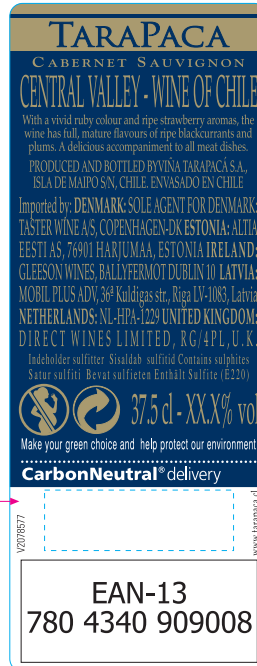 TARAPACA
CABERNET SAUVIGNON
CENTRAL VALLEY - WINE OF CHILE
With a vivid ruby colour and ripe strawberry aromas, the
wine has full, mature flavours of ripe blackcurrants and
plums. A delicious accompaniment to all meat dishes.
PRODUCED AND BOTTLED BYVIÑA TARAPACÁ S.A.,
ISLA DE MAIPO S/N, CHILE. ENVASADO EN CHILE
Imported by: DENMARK: SOLE AGENT FOR DENMARK:
TASTER WINE A/S, COPENHAGEN-DK ESTONIA: ALTIA
EESTI AS, 76901 HARJUMAA, ESTONIA IRELAND:
GLEESON WINES, BALLYFERMOT DUBLIN 10 LATVIA:
MOBIL PLUS ADV, 36ª Kuldigas str., Riga LV-1083, Latvia
NETHERLANDS: NL-HPA-1229 UNITED KINGDOM:
DIRECT WINES LIMITED, RG/4PL, U.K.
Indeholder sulfitter Sisaldab sulfitid Contains sulphites
Satur sulfiti Bevat sulfieten Enthält Sulfite (E220)
37.5 cl - XX.X% vol
Make your green choice and help protect our environment
CarbonNeutral® delivery
V2078577
www.tarapaca.cl
EAN-13
780 4340 909008